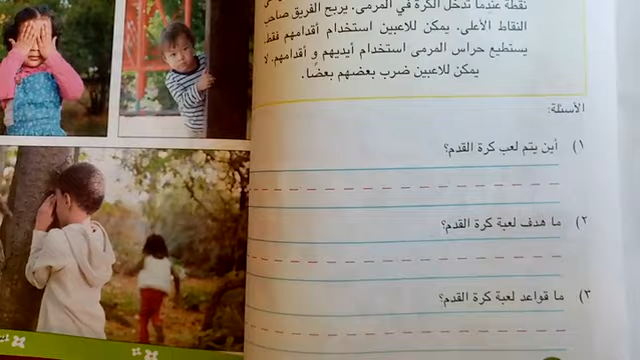 نقطة عندما تدخل الكرة في المرمى. يربح الفريق صاحب
النقاط الأعلى. يمكن للاعبين استخدام أقدامهم فقط.
يستطيع حراس المرمى استخدام أيديهم و أقدامهم. لا
يمكن للاعبين ضرب بعضهم بعضًا.
الأسئلة:
١) أين يتم لعب كرة القدم؟
٢) ما هدف لعبة كرة القدم؟
٣) ما قواعد لعبة كرة القدم؟